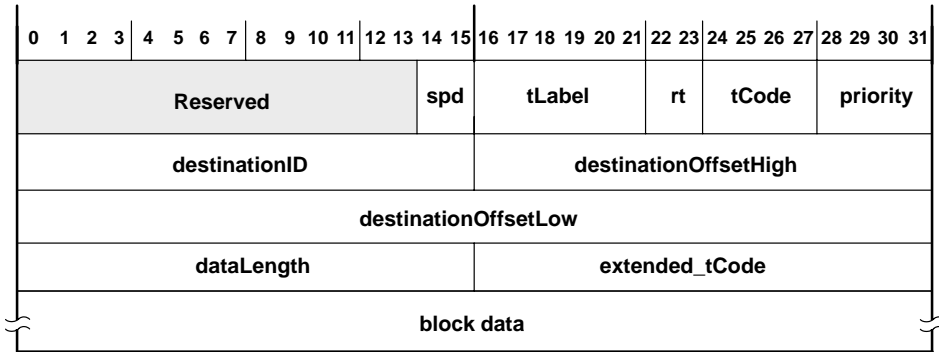 0 1 2 3 4 5 6 7 8 9 10 11 12 13 14 15 16 17 18 19 20 21 22 23 24 25 26 27 28 29 30 31
Reserved spd tLabel rt tCode priority
destinationID destinationOffsetHigh
destinationOffsetLow
dataLength extended_tCode
block data